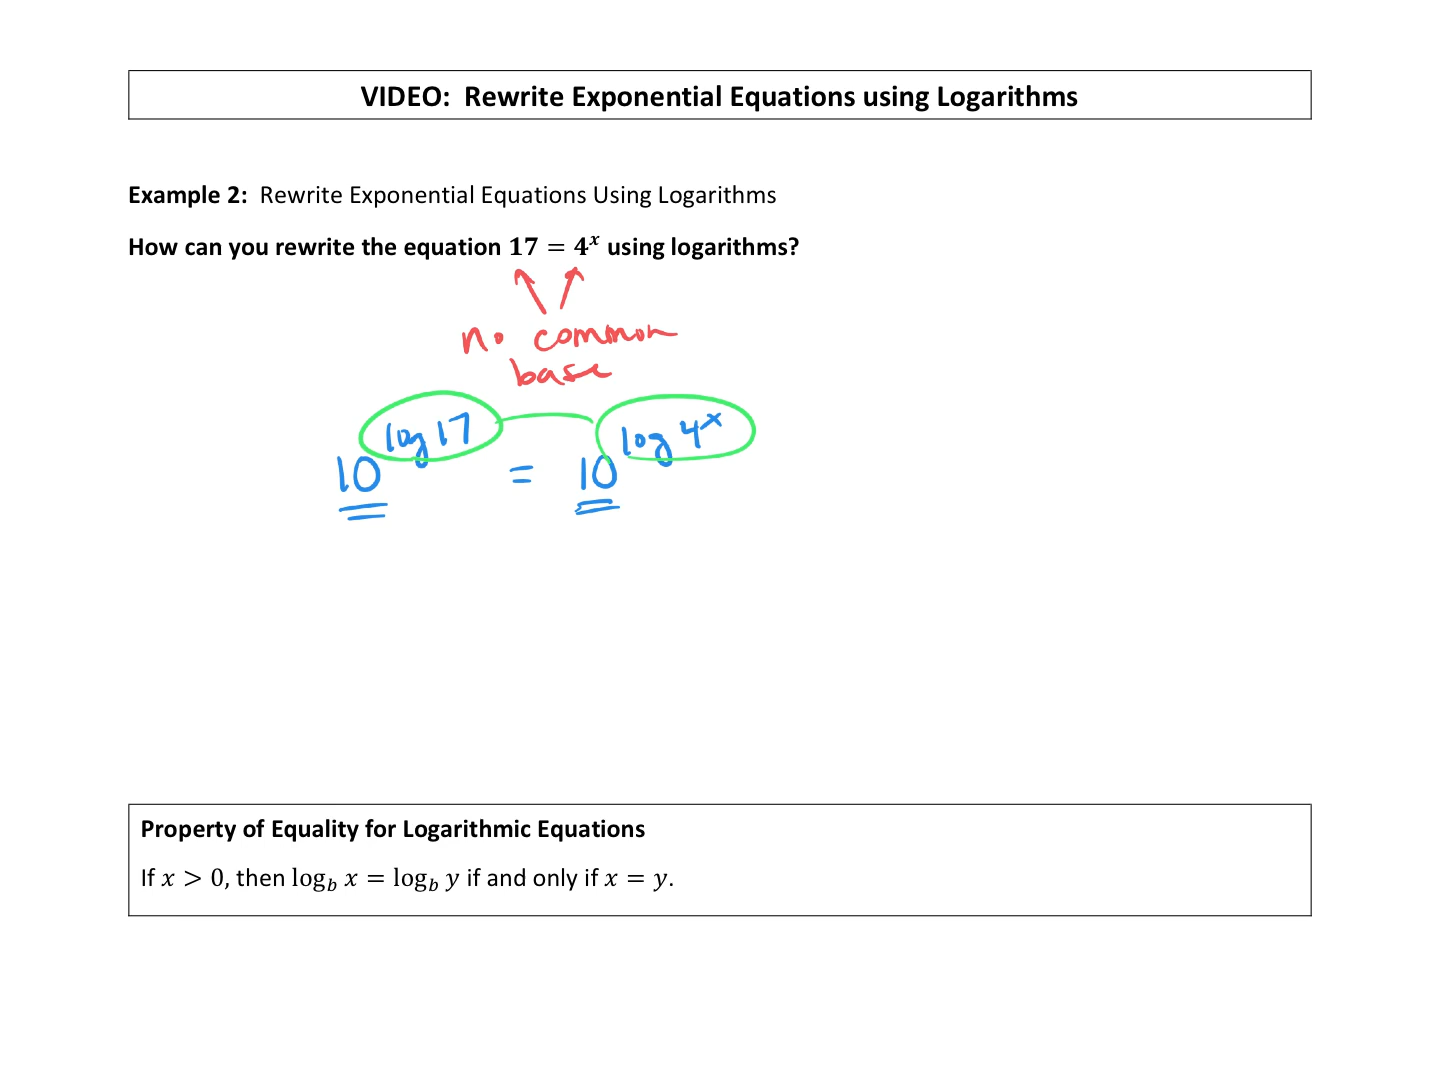 VIDEO: Rewrite Exponential Equations using Logarithms
Example 2: Rewrite Exponential Equations Using Logarithms
How can you rewrite the equation 17 = 4ˣ using logarithms?
no common
base
10^(log 17) = 10^(log 4ˣ)
Property of Equality for Logarithmic Equations
If x > 0, then log_b x = log_b y if and only if x = y.